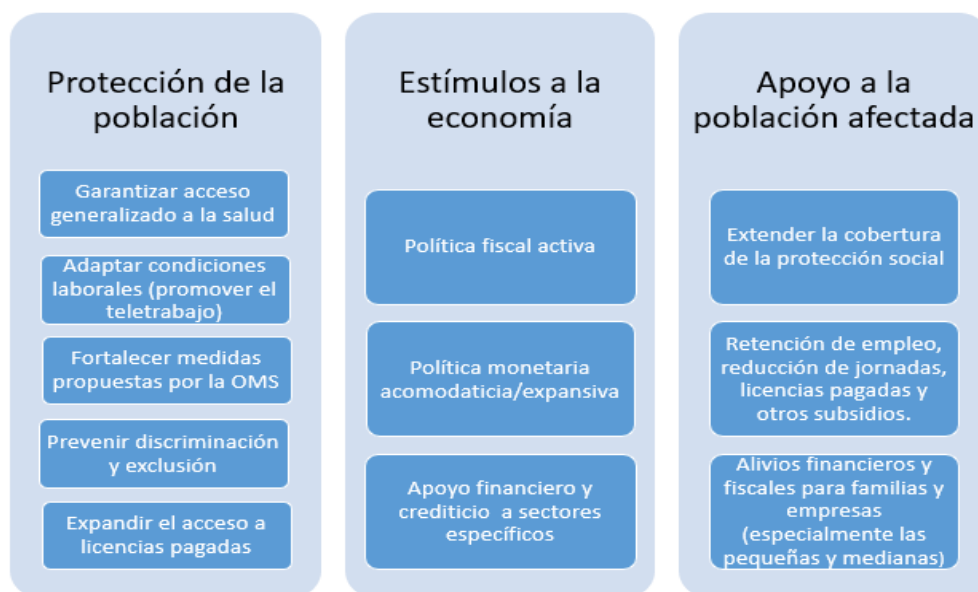 Protección de la
población
Garantizar acceso
generalizado a la salud
Adaptar condiciones
laborales (promover el
teletrabajo)
Fortalecer medidas
propuestas por la OMS
Prevenir discriminación
y exclusión
Expandir el acceso a
licencias pagadas
Estímulos a la
economía
Política fiscal activa
Política monetaria
acomodaticia/expansiva
Apoyo financiero y
crediticio a sectores
específicos
Apoyo a la
población afectada
Extender la cobertura
de la protección social
Retención de empleo,
reducción de jornadas,
licencias pagadas y
otros subsidios.
Alivios financieros y
fiscales para familias y
empresas
(especialmente las
pequeñas y medianas)